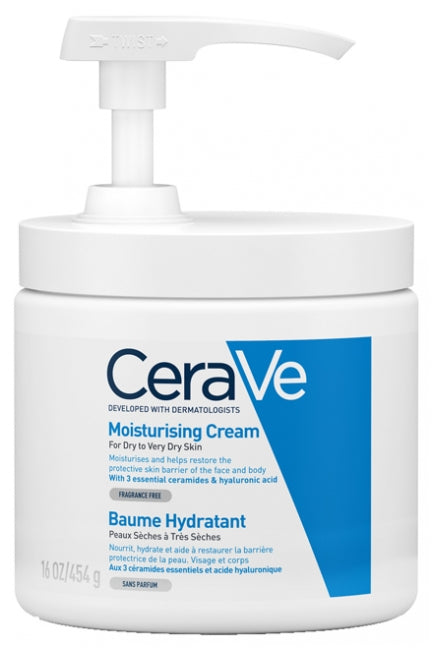 TWIST
CeraVe
DEVELOPED WITH DERMATOLOGISTS
Moisturising Cream
For Dry to Very Dry Skin
Moisturises and helps restore the
protective skin barrier of the face and body
With 3 essential ceramides & hyaluronic acid
FRAGRANCE FREE
Baume Hydratant
Peaux Sèches à Très Sèches
Nourrit, hydrate et aide à restaurer la barrière
protectrice de la peau. Visage et corps
Aux 3 céramides essentiels et acide hyaluronique
16 OZ/454 g
SANS PARFUM